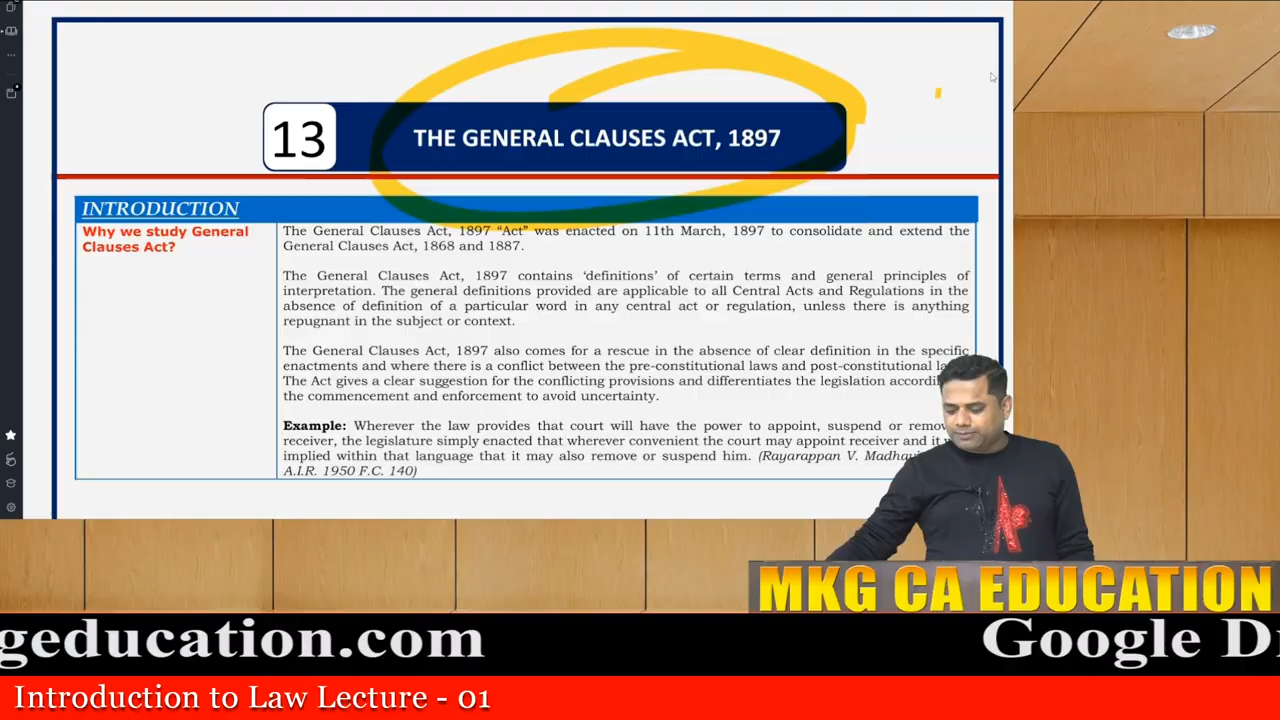 13
THE GENERAL CLAUSES ACT, 1897
INTRODUCTION
Why we study General
Clauses Act?
The General Clauses Act, 1897 "Act" was enacted on 11th March, 1897 to consolidate and extend the
General Clauses Act, 1868 and 1887.
The General Clauses Act, 1897 contains 'definitions' of certain terms and general principles of
interpretation. The general definitions provided are applicable to all Central Acts and Regulations in the
absence of definition of a particular word in any central act or regulation, unless there is anything
repugnant in the subject or context.
The General Clauses Act, 1897 also comes for a rescue in the absence of clear definition in the specific
enactments and where there is a conflict between the pre-constitutional laws and post-constitutional
The Act gives a clear suggestion for the conflicting provisions and differentiates the legislation
the commencement and enforcement to avoid uncertainty.
Example: Wherever the law provides that court will have the power to appoint, suspend or
receiver, the legislature simply enacted that wherever convenient the court may appoint receiver and it
implied within that language that it may also remove or suspend him. (Rayarappan V.
A.I.R. 1950 F.C. 140)
MKG CA EDUCATION
geducation.com
Google
Introduction to Law Lecture - 01